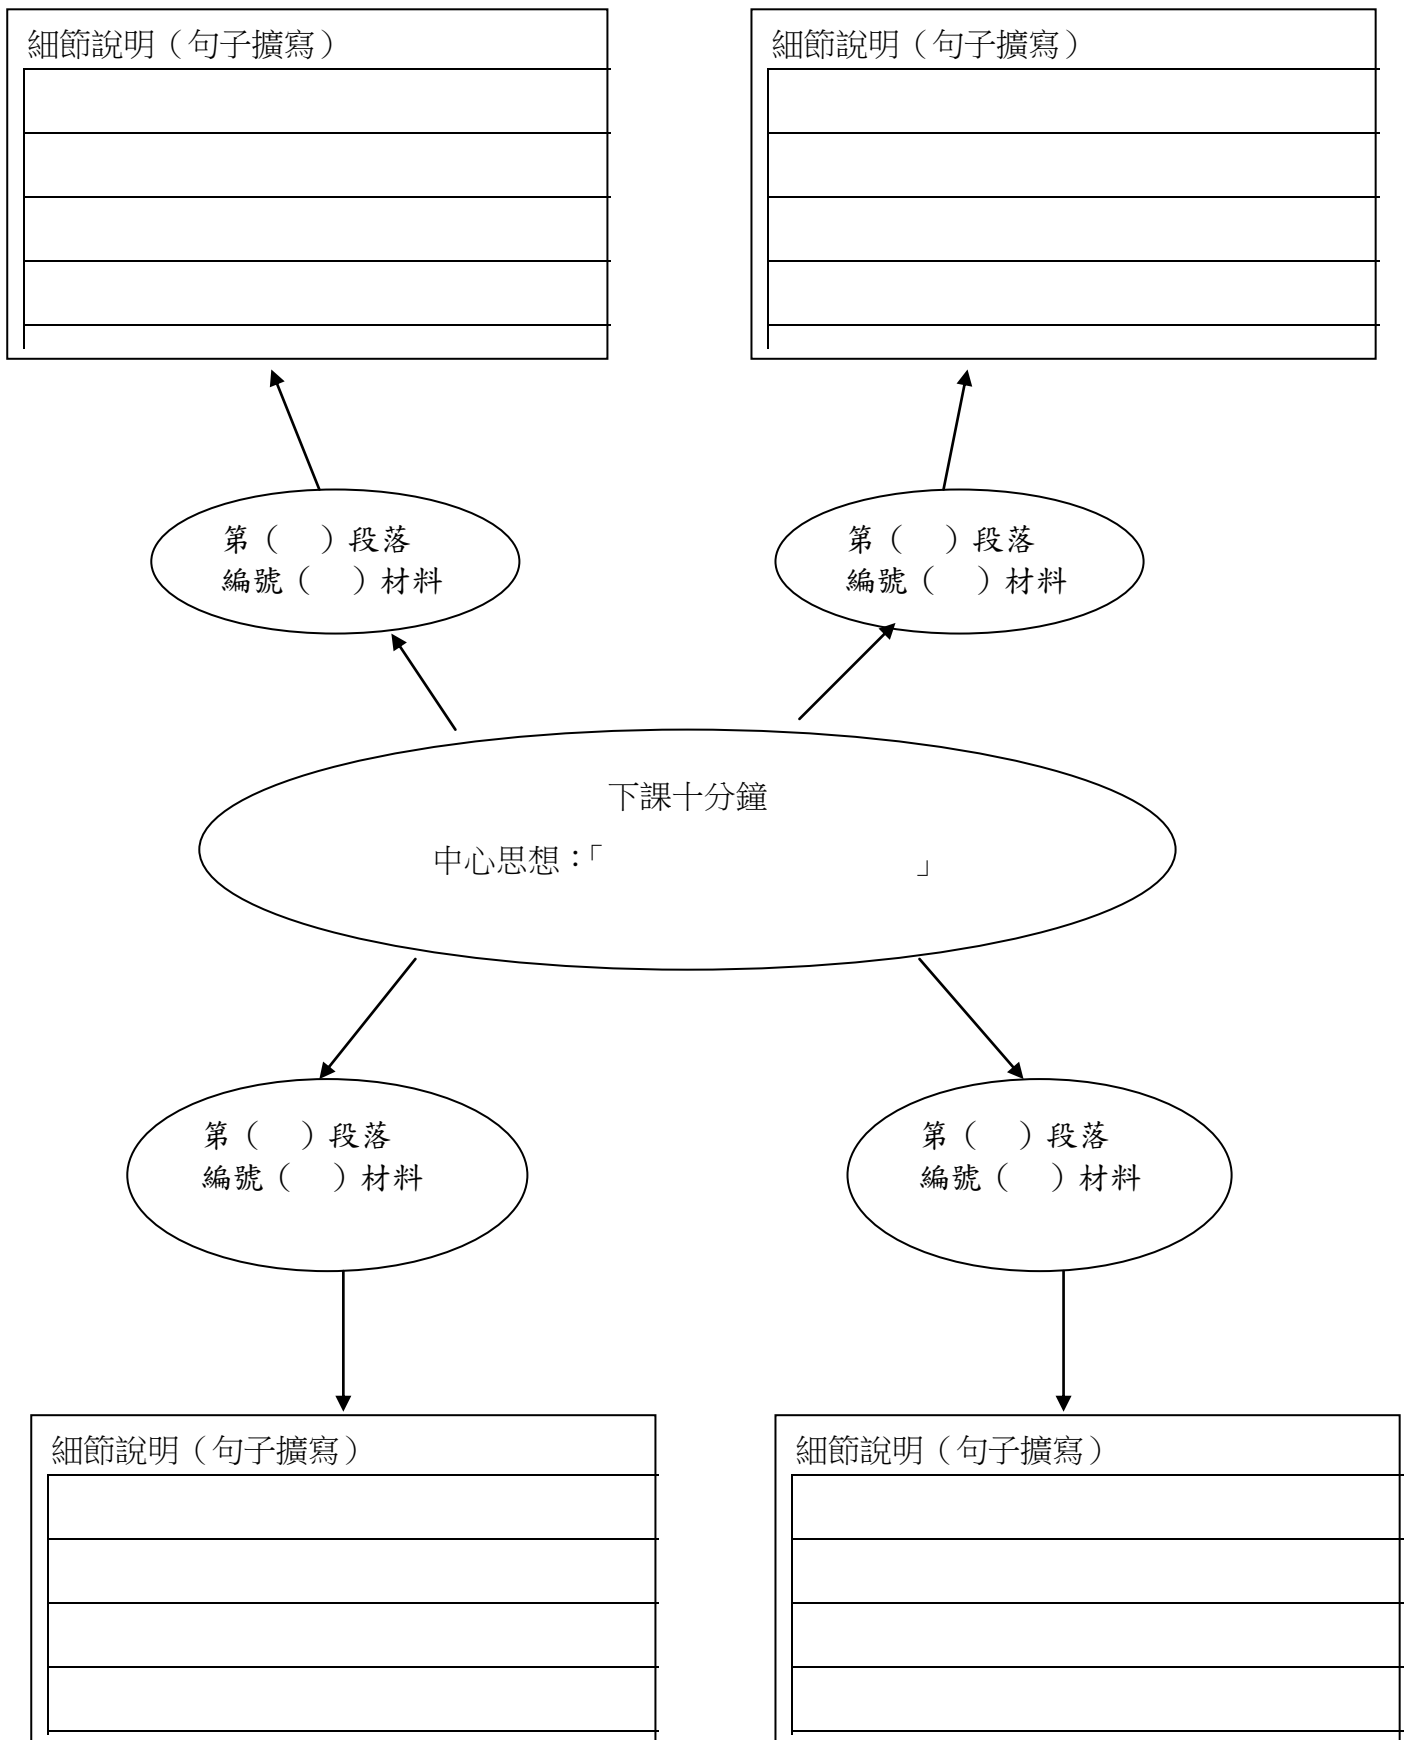 細節說明（句子擴寫）
細節說明（句子擴寫）
第（　）段落
編號（　）材料
第（　）段落
編號（　）材料
下課十分鐘
中心思想：「　　　　　　　　　　」
第（　）段落
編號（　）材料
第（　）段落
編號（　）材料
細節說明（句子擴寫）
細節說明（句子擴寫）